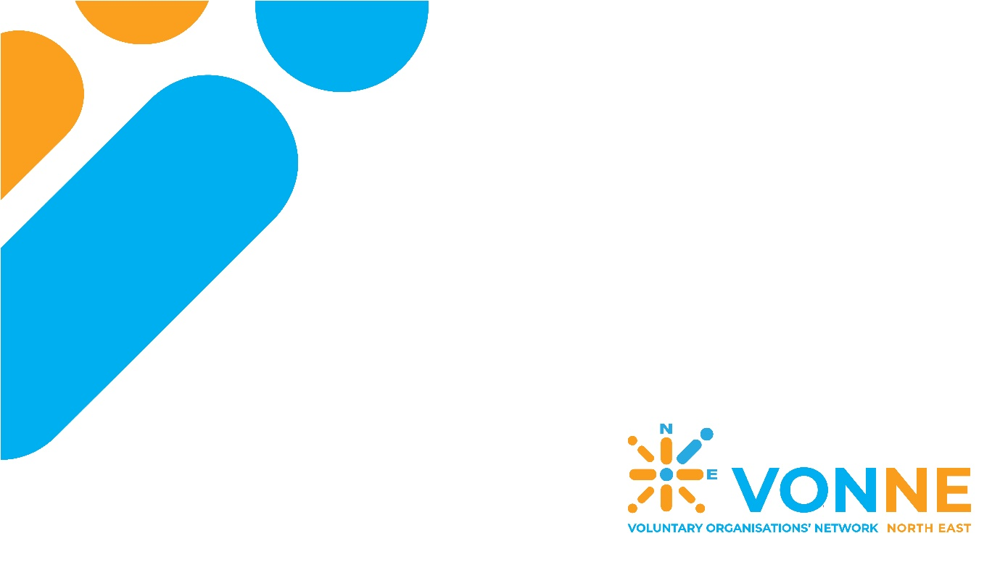 N
E
VONNE
VOLUNTARY ORGANISATIONS' NETWORK NORTH EAST